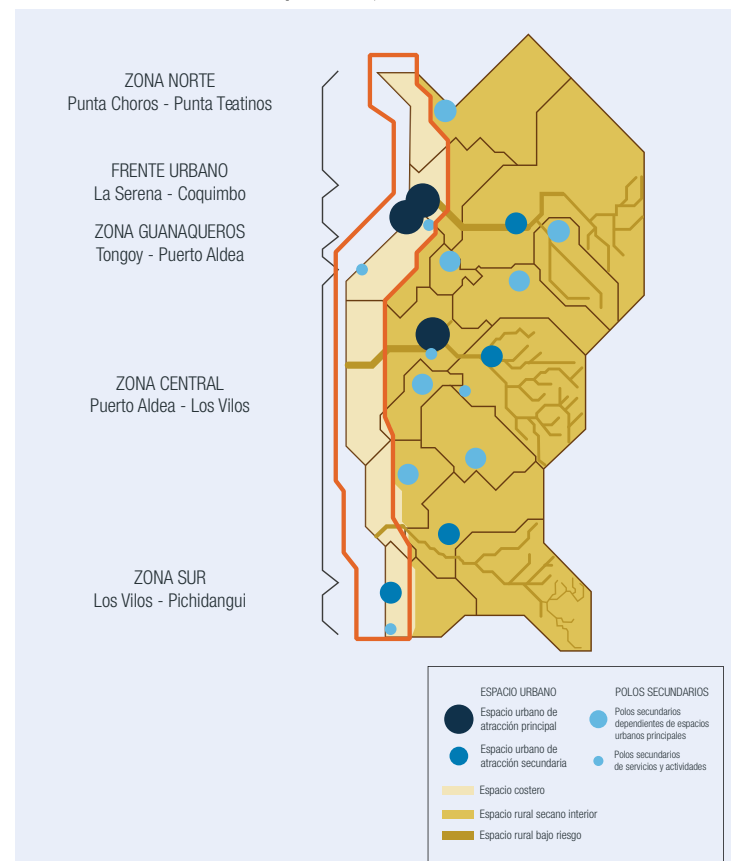 ZONA NORTE
Punta Choros - Punta Teatinos
FRENTE URBANO
La Serena - Coquimbo
ZONA GUANAQUEROS
Tongoy - Puerto Aldea
ZONA CENTRAL
Puerto Aldea - Los Vilos
ZONA SUR
Los Vilos - Pichidangui
ESPACIO URBANO
Espacio urbano de
atracción principal
Espacio urbano de
atracción secundaria
POLOS SECUNDARIOS
Polos secundarios
dependientes de espacios
urbanos principales
Polos secundarios
de servicios y actividades
Espacio costero
Espacio rural secano interior
Espacio rural bajo riesgo